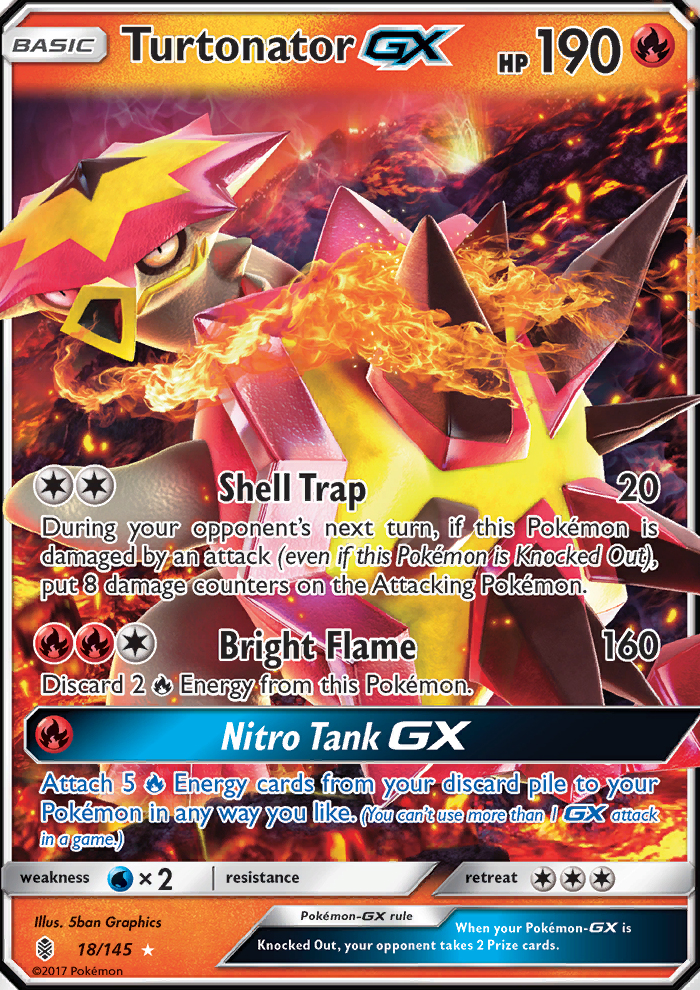 BASIC Turtonator GX HP 190
Shell Trap 20
During your opponent's next turn, if this Pokémon is
damaged by an attack (even if this Pokémon is Knocked Out),
put 8 damage counters on the Attacking Pokémon.
Bright Flame 160
Discard 2 Energy from this Pokémon.
Nitro Tank GX
Attach 5 Energy cards from your discard pile to your
Pokémon in any way you like. (You can't use more than 1 GX attack
in a game.)
weakness ×2 resistance retreat
Illus. 5ban Graphics
18/145
©2017 Pokémon
Pokémon-GX rule
When your Pokémon-GX is
Knocked Out, your opponent takes 2 Prize cards.